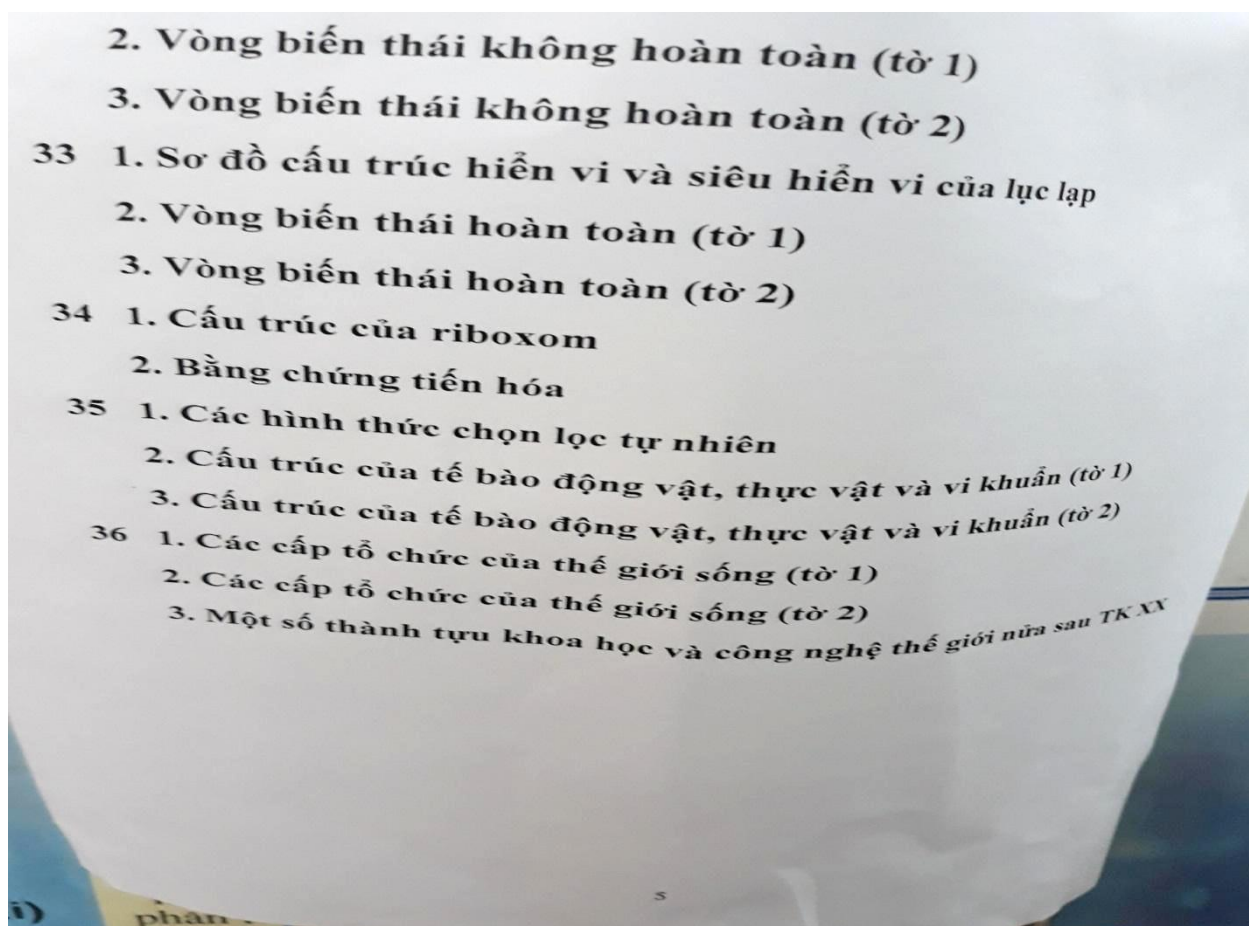 2. Vòng biến thái không hoàn toàn (tờ 1)
3. Vòng biến thái không hoàn toàn (tờ 2)
33 1. Sơ đồ cấu trúc hiển vi và siêu hiển vi của lục lạp
2. Vòng biến thái hoàn toàn (tờ 1)
3. Vòng biến thái hoàn toàn (tờ 2)
34 1. Cấu trúc của riboxom
2. Bằng chứng tiến hóa
35 1. Các hình thức chọn lọc tự nhiên
2. Cấu trúc của tế bào động vật, thực vật và vi khuẩn (tờ 1)
3. Cấu trúc của tế bào động vật, thực vật và vi khuẩn (tờ 2)
36 1. Các cấp tổ chức của thế giới sống (tờ 1)
2. Các cấp tổ chức của thế giới sống (tờ 2)
3. Một số thành tựu khoa học và công nghệ thế giới nửa sau TK XX
5
i)
phân